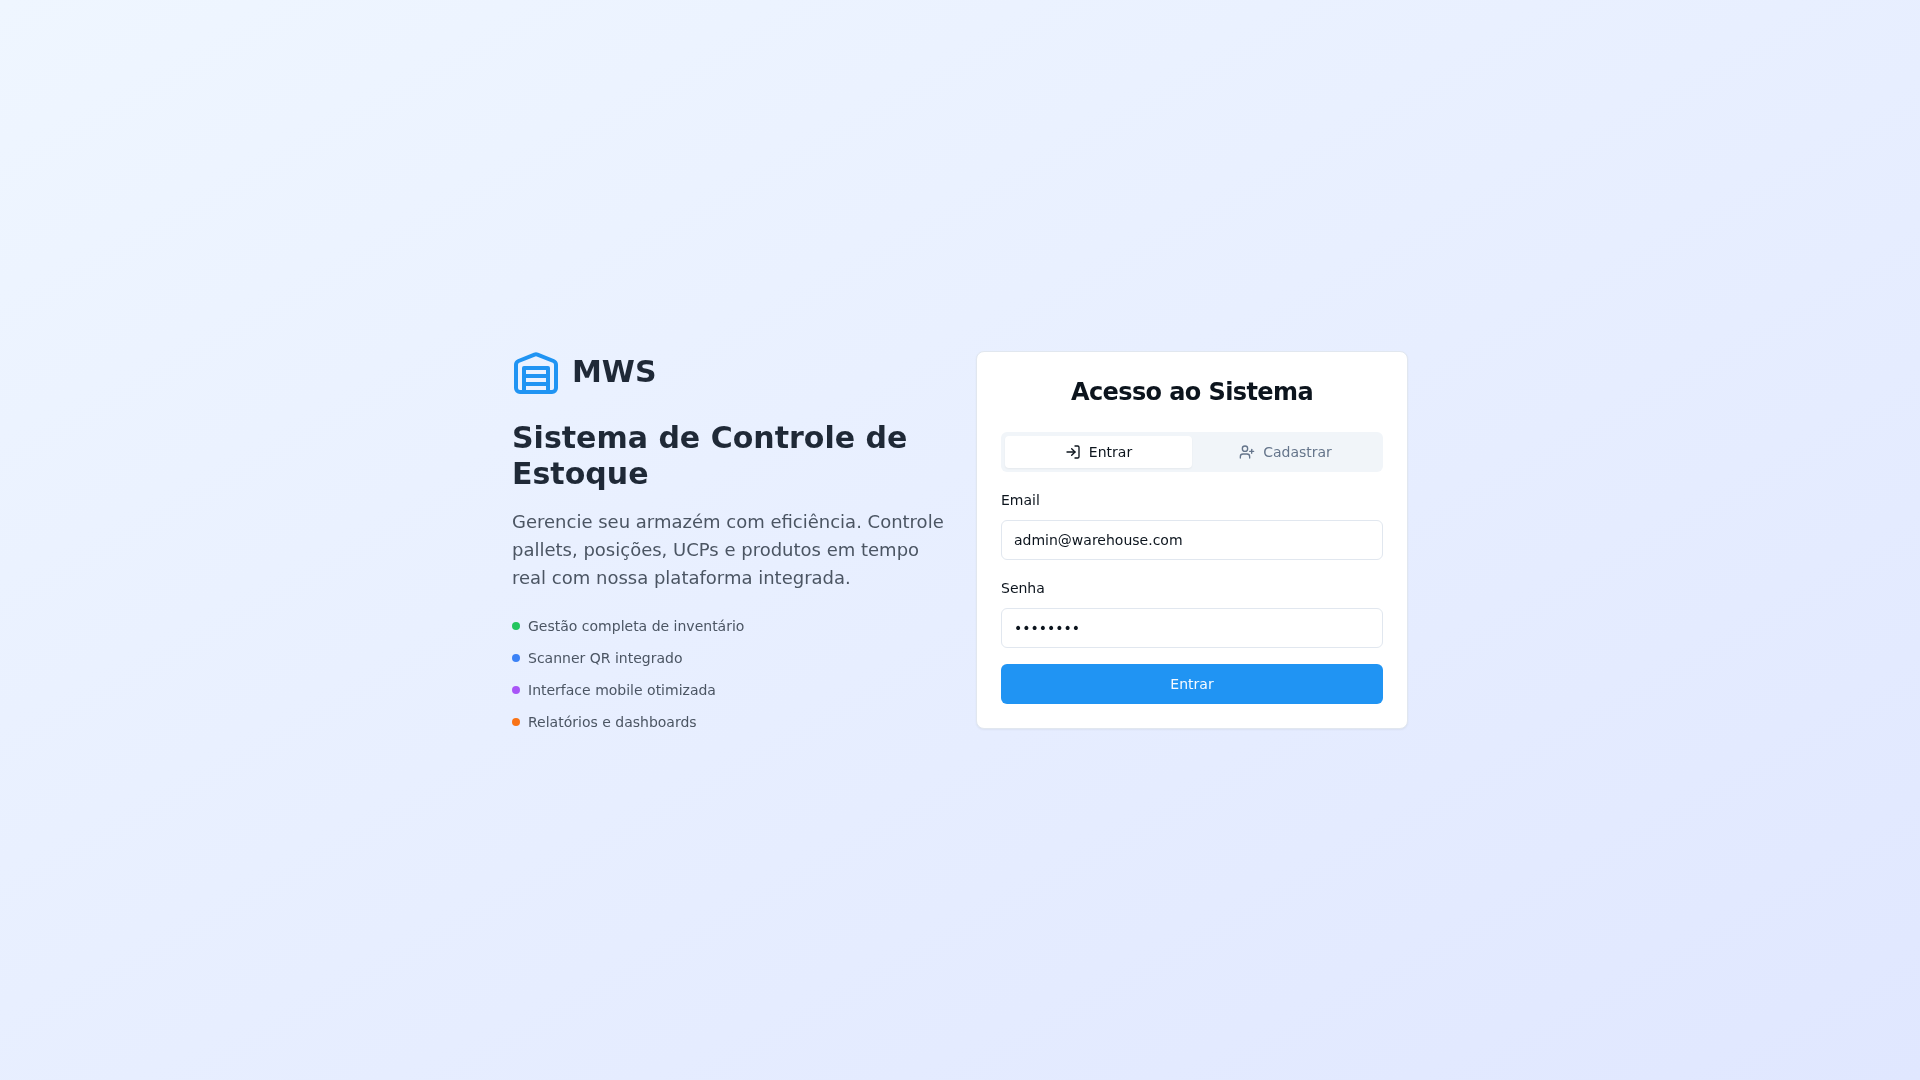 MWS
Sistema de Controle de
Estoque
Gerencie seu armazém com eficiência. Controle
pallets, posições, UCPs e produtos em tempo
real com nossa plataforma integrada.
Gestão completa de inventário
Scanner QR integrado
Interface mobile otimizada
Relatórios e dashboards
Acesso ao Sistema
Entrar
Cadastrar
Email
admin@warehouse.com
Senha
••••••••
Entrar